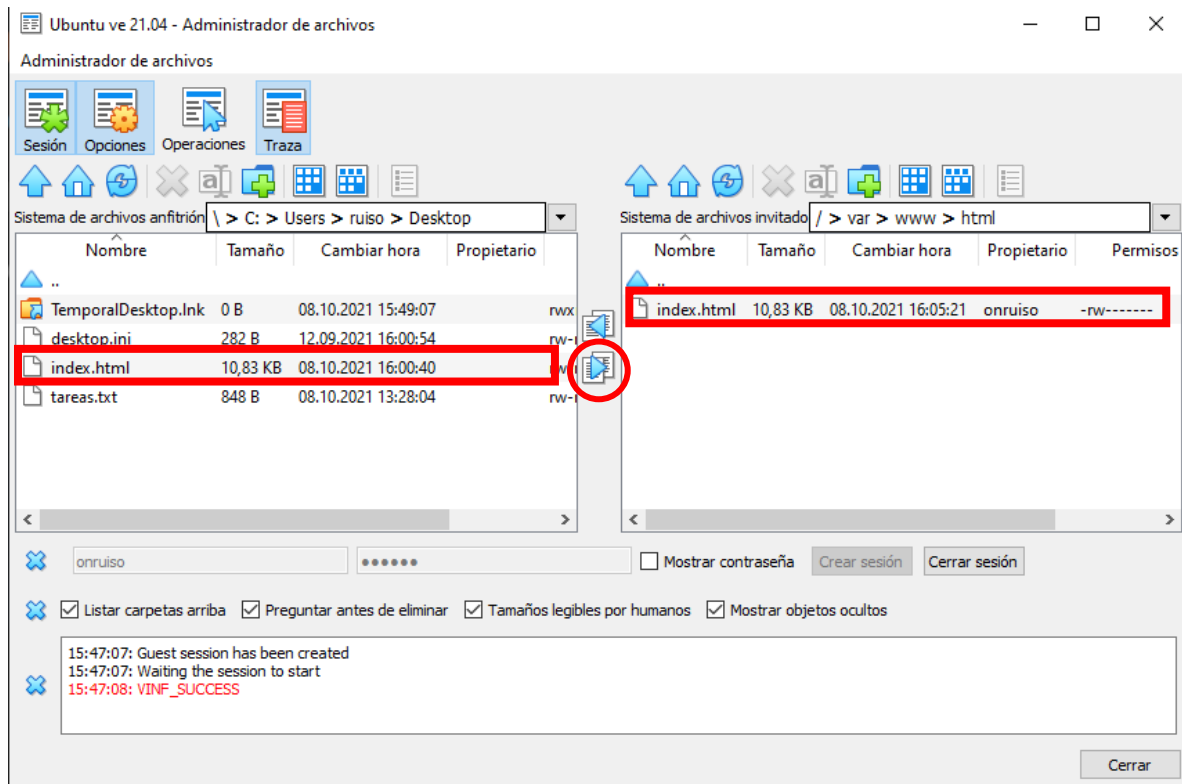 Ubuntu ve 21.04 - Administrador de archivos
Administrador de archivos
Sesión Opciones Operaciones Traza
Sistema de archivos anfitrión \ > C: > Users > ruiso > Desktop
Nombre Tamaño Cambiar hora Propietario
..
TemporalDesktop.lnk 0 B 08.10.2021 15:49:07 rwx
desktop.ini 282 B 12.09.2021 16:00:54 rw-r
index.html 10,83 KB 08.10.2021 16:00:40
tareas.txt 848 B 08.10.2021 13:28:04 rw-r
Sistema de archivos invitado / > var > www > html
Nombre Tamaño Cambiar hora Propietario Permisos
..
index.html 10,83 KB 08.10.2021 16:05:21 onruiso -rw-------
onruiso •••••• Mostrar contraseña Crear sesión Cerrar sesión
Listar carpetas arriba Preguntar antes de eliminar Tamaños legibles por humanos Mostrar objetos ocultos
15:47:07: Guest session has been created
15:47:07: Waiting the session to start
15:47:08: VINF_SUCCESS
Cerrar